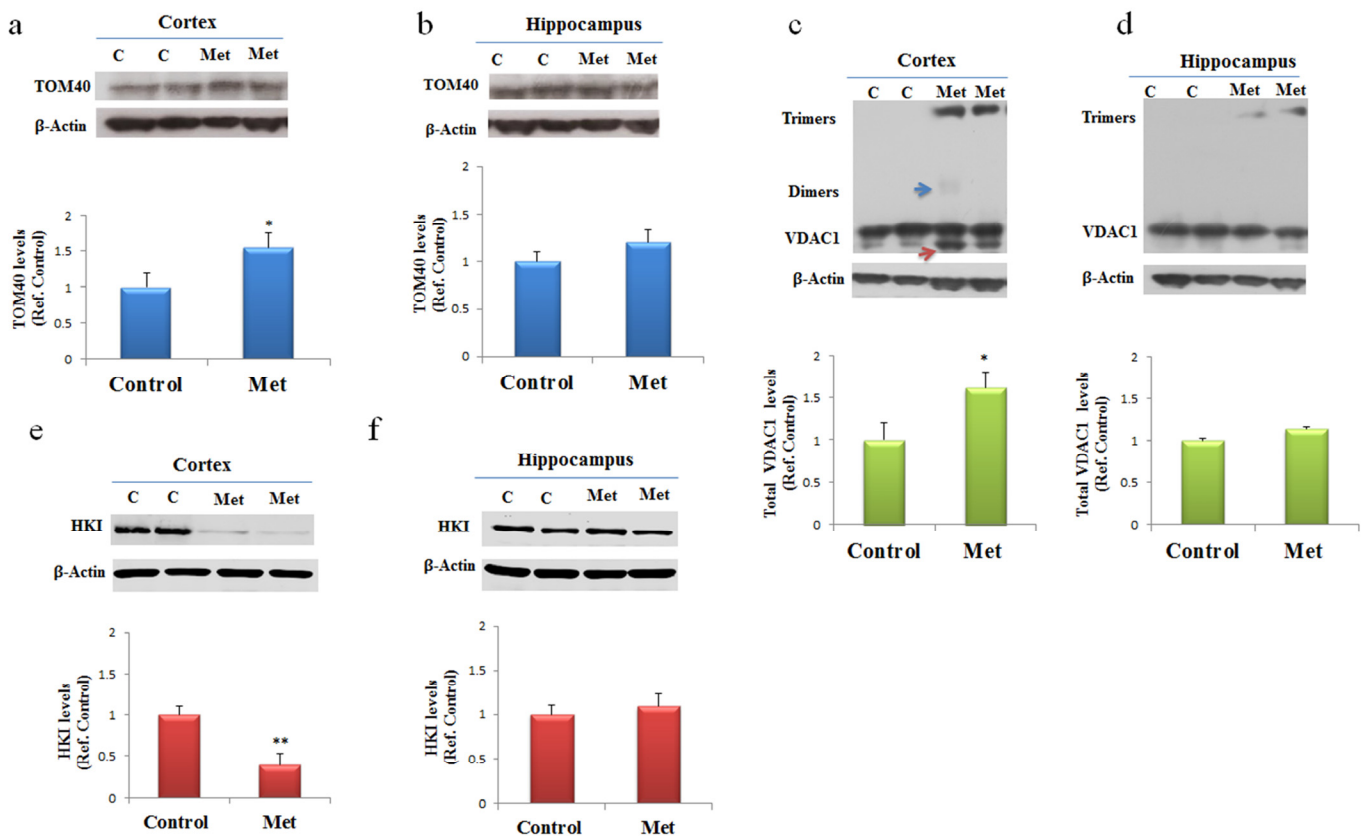 a
Cortex
C C Met Met
TOM40
β-Actin
TOM40 levels
(Ref. Control)
2
*
1.5
1
0.5
0
Control Met
b
Hippocampus
C C Met Met
TOM40
β-Actin
TOM40 levels
(Ref. Control)
2
1.5
1
0.5
0
Control Met
c
Cortex
C C Met Met
Trimers
Dimers
VDAC1
β-Actin
Total VDAC1 levels
(Ref. Control)
2
*
1.5
1
0.5
0
Control Met
d
Hippocampus
C C Met Met
Trimers
VDAC1
β-Actin
Total VDAC1 levels
(Ref. Control)
2
1.5
1
0.5
0
Control Met
e
Cortex
C C Met Met
HKI
β-Actin
HKI levels
(Ref. Control)
2
1.5
1
**
0.5
0
Control Met
f
Hippocampus
C C Met Met
HKI
β-Actin
HKI levels
(Ref. Control)
2
1.5
1
0.5
0
Control Met